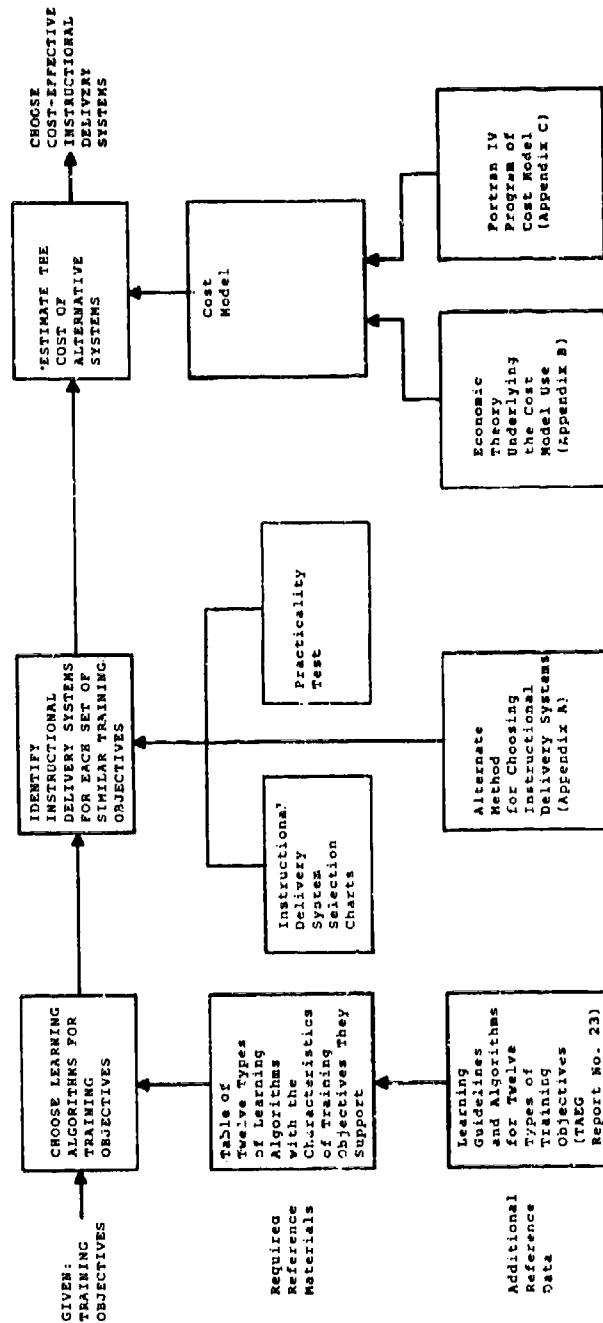 GIVEN:
TRAINING
OBJECTIVES
CHOOSE LEARNING
ALGORITHMS FOR
TRAINING
OBJECTIVES
IDENTIFY
INSTRUCTIONAL
DELIVERY SYSTEMS
FOR EACH SET OF
SIMILAR TRAINING
OBJECTIVES
*ESTIMATE THE
COST OF
ALTERNATIVE
SYSTEMS
CHOOSE
COST-EFFECTIVE
INSTRUCTIONAL
DELIVERY
SYSTEMS
Required
Reference
Materials
Table of
Twelve Types
Of Learning
Algorithms
with the
Characteristics
of Training
Objectives They
Support
Instructional
Delivery
System
Selection
Charts
Practicality
Test
Cost
Model
Additional
Reference
Data
Learning
Guidelines
and Algorithms
for Twelve
Types of
Training
Objectives
(TAEG
Report No. 23)
Alternate
Method
for Choosing
Instructional
Delivery Systems
(Appendix A)
Economic
Theory
Underlying
the Cost
Model Use
(Appendix B)
Fortran IV
Program of
Cost Model
(Appendix C)